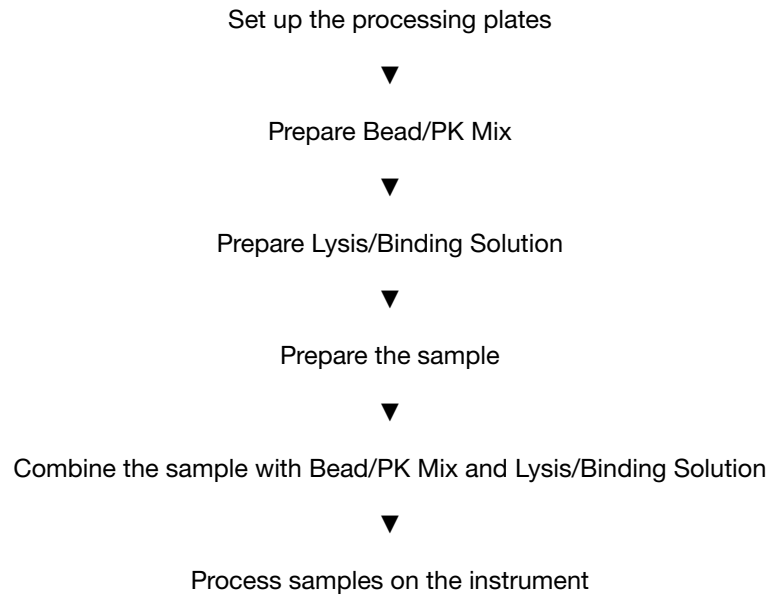 Set up the processing plates
▼
Prepare Bead/PK Mix
▼
Prepare Lysis/Binding Solution
▼
Prepare the sample
▼
Combine the sample with Bead/PK Mix and Lysis/Binding Solution
▼
Process samples on the instrument